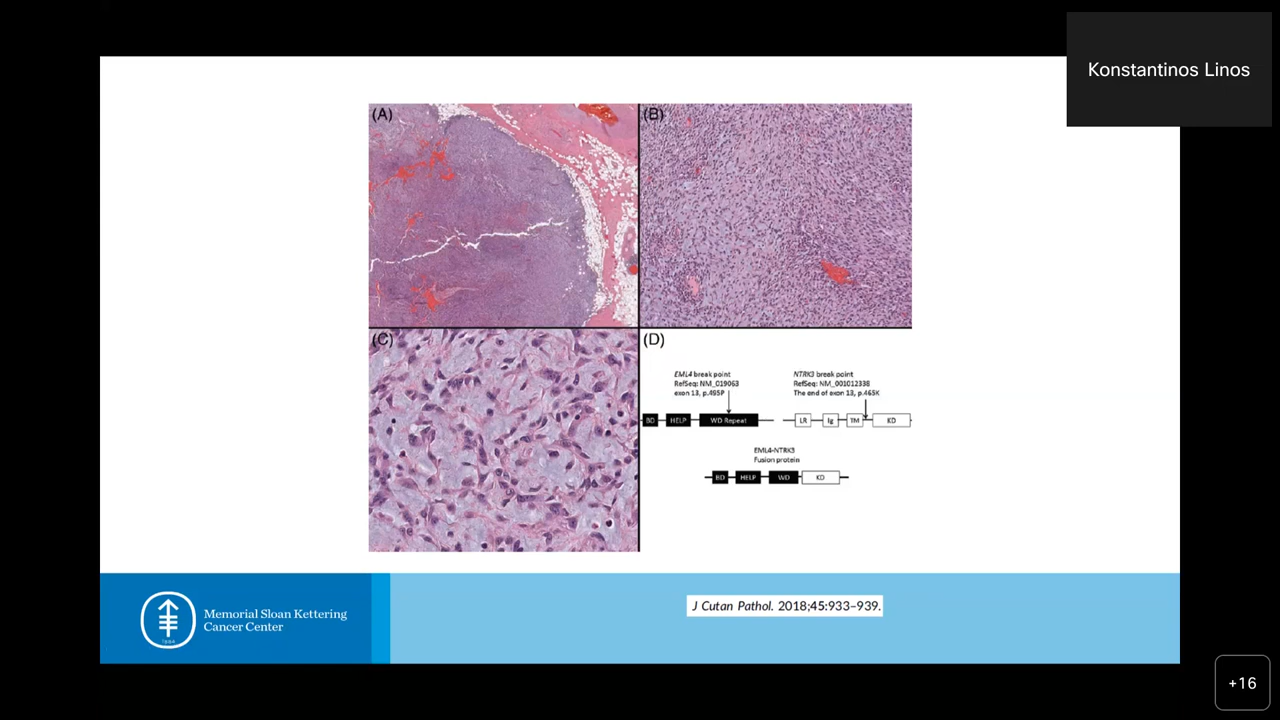 Konstantinos Linos
(A)
(B)
(C)
(D)
EML4 break point
RefSeq: NM_019063
exon 13, p.495P
NTRK3 break point
RefSeq: NM_001012338
The end of exon 13, p.465K
BD HELP WD Repeat
LR Ig TM KD
EML4-NTRK3
Fusion protein
BD HELP WD KD
Memorial Sloan Kettering
Cancer Center
1884
J Cutan Pathol. 2018;45:933–939.
+16